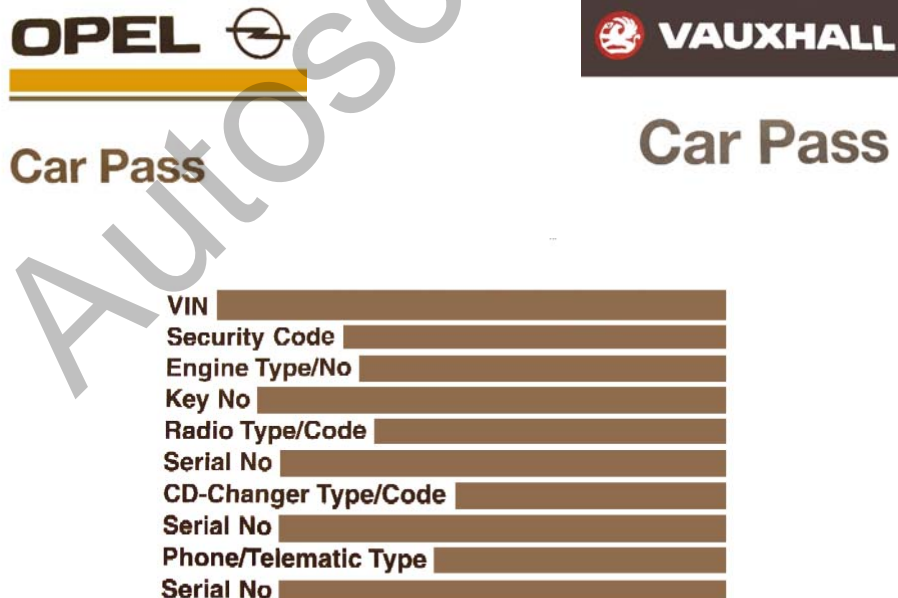 OPEL
VAUXHALL
Car Pass
Car Pass
VIN
Security Code
Engine Type/No
Key No
Radio Type/Code
Serial No
CD-Changer Type/Code
Serial No
Phone/Telematic Type
Serial No